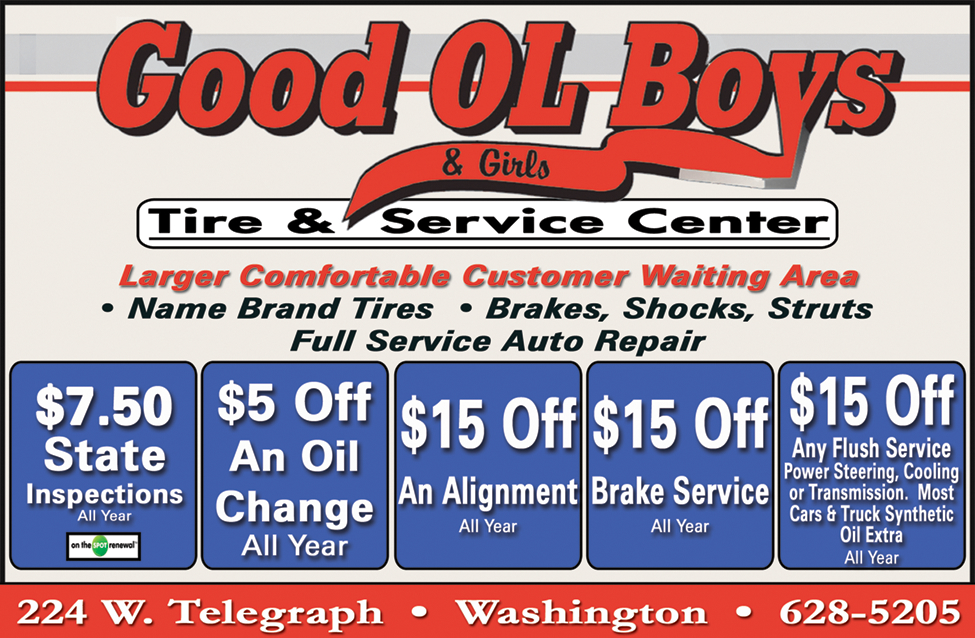 Good OL Boys
& Girls
Tire & Service Center
Larger Comfortable Customer Waiting Area
• Name Brand Tires • Brakes, Shocks, Struts
Full Service Auto Repair
$7.50
State
Inspections
All Year
on the SPOT renewal™
$5 Off
An Oil
Change
All Year
$15 Off
An Alignment
All Year
$15 Off
Brake Service
All Year
$15 Off
Any Flush Service
Power Steering, Cooling
or Transmission. Most
Cars & Truck Synthetic
Oil Extra
All Year
224 W. Telegraph • Washington • 628-5205